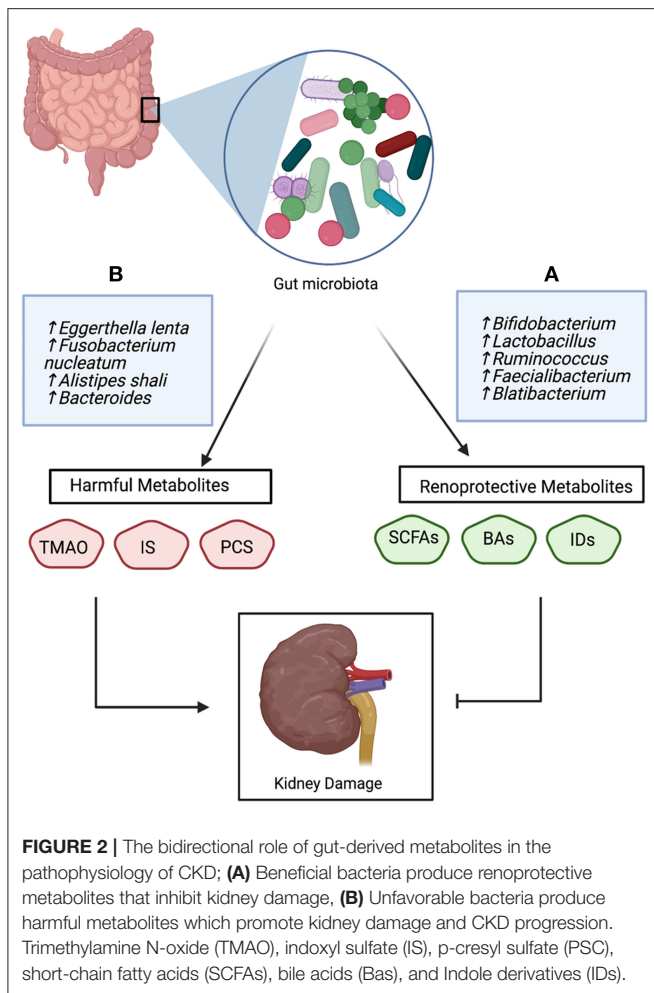 Gut microbiota
B
↑Eggerthella lenta
↑Fusobacterium
nucleatum
↑Alistipes shali
↑Bacteroides
A
↑Bifidobacterium
↑Lactobacillus
↑Ruminococcus
↑Faecialibacterium
↑Blatibacterium
Harmful Metabolites
Renoprotective Metabolites
TMAO
IS
PCS
SCFAs
BAs
IDs
Kidney Damage
FIGURE 2 | The bidirectional role of gut-derived metabolites in the
pathophysiology of CKD; (A) Beneficial bacteria produce renoprotective
metabolites that inhibit kidney damage, (B) Unfavorable bacteria produce
harmful metabolites which promote kidney damage and CKD progression.
Trimethylamine N-oxide (TMAO), indoxyl sulfate (IS), p-cresyl sulfate (PSC),
short-chain fatty acids (SCFAs), bile acids (Bas), and Indole derivatives (IDs).